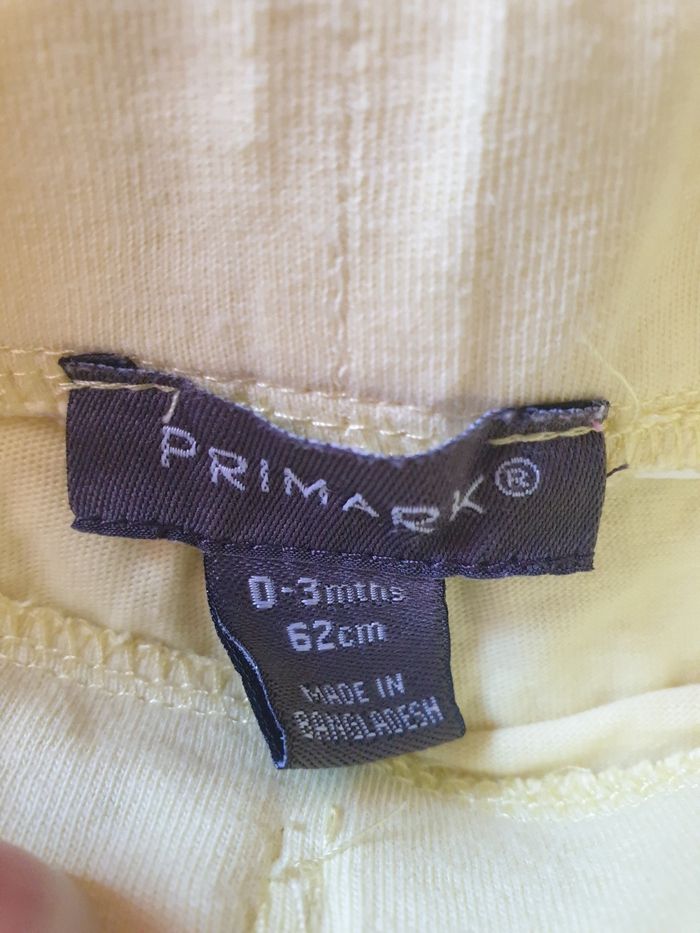 PRIMARK®
0-3mths
62cm
MADE IN
BANGLADESH